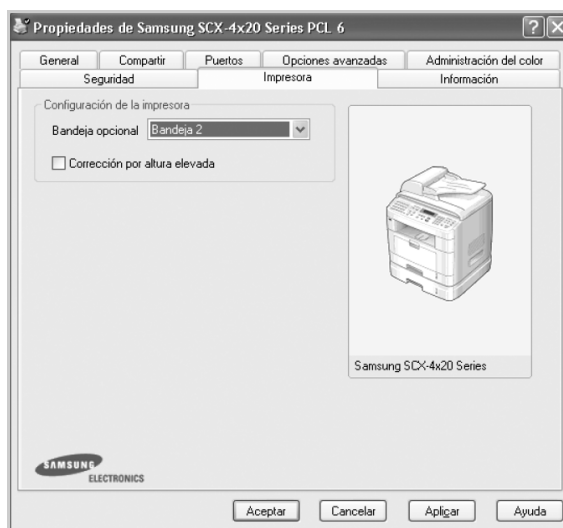 Propiedades de Samsung SCX-4x20 Series PCL 6
General Compartir Puertos Opciones avanzadas Administración del color
Seguridad Impresora Información
Configuración de la impresora
Bandeja opcional Bandeja 2
Corrección por altura elevada
Samsung SCX-4x20 Series
SAMSUNG
ELECTRONICS
Aceptar Cancelar Aplicar Ayuda